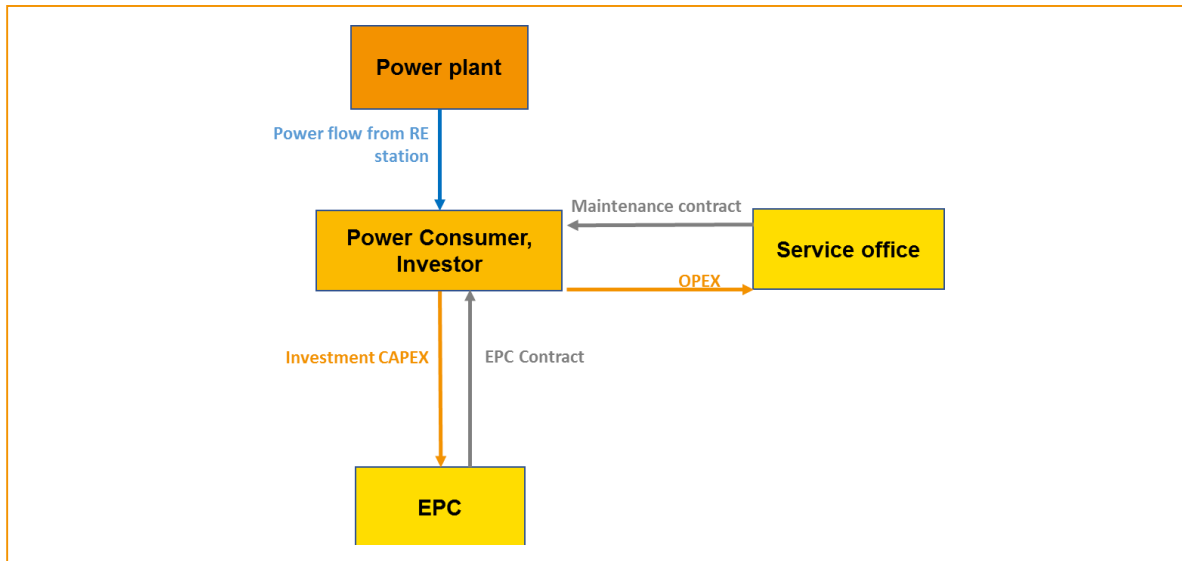 Power plant
Power flow from RE
station
Maintenance contract
Power Consumer,
Investor
Service office
OPEX
Investment CAPEX
EPC Contract
EPC